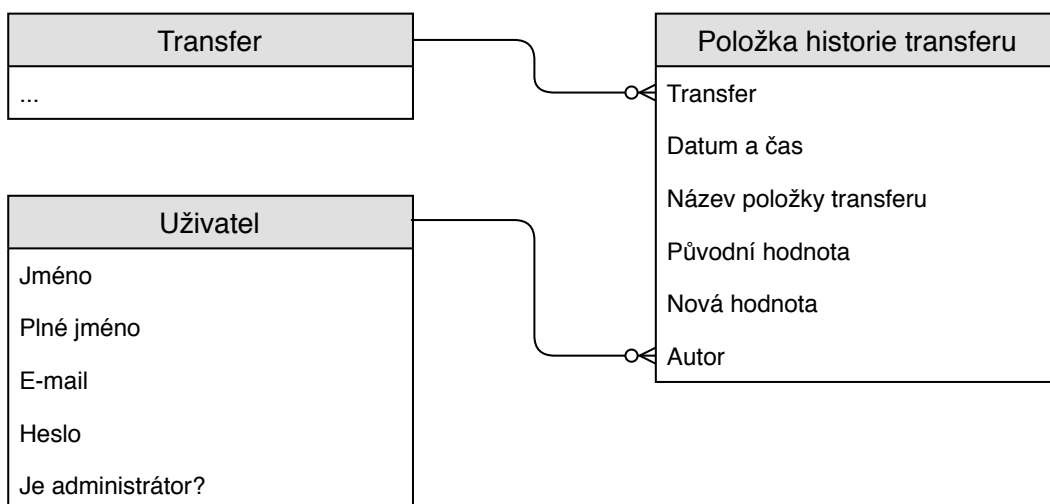 Transfer
...
Uživatel
Jméno
Plné jméno
E-mail
Heslo
Je administrátor?
Položka historie transferu
Transfer
Datum a čas
Název položky transferu
Původní hodnota
Nová hodnota
Autor